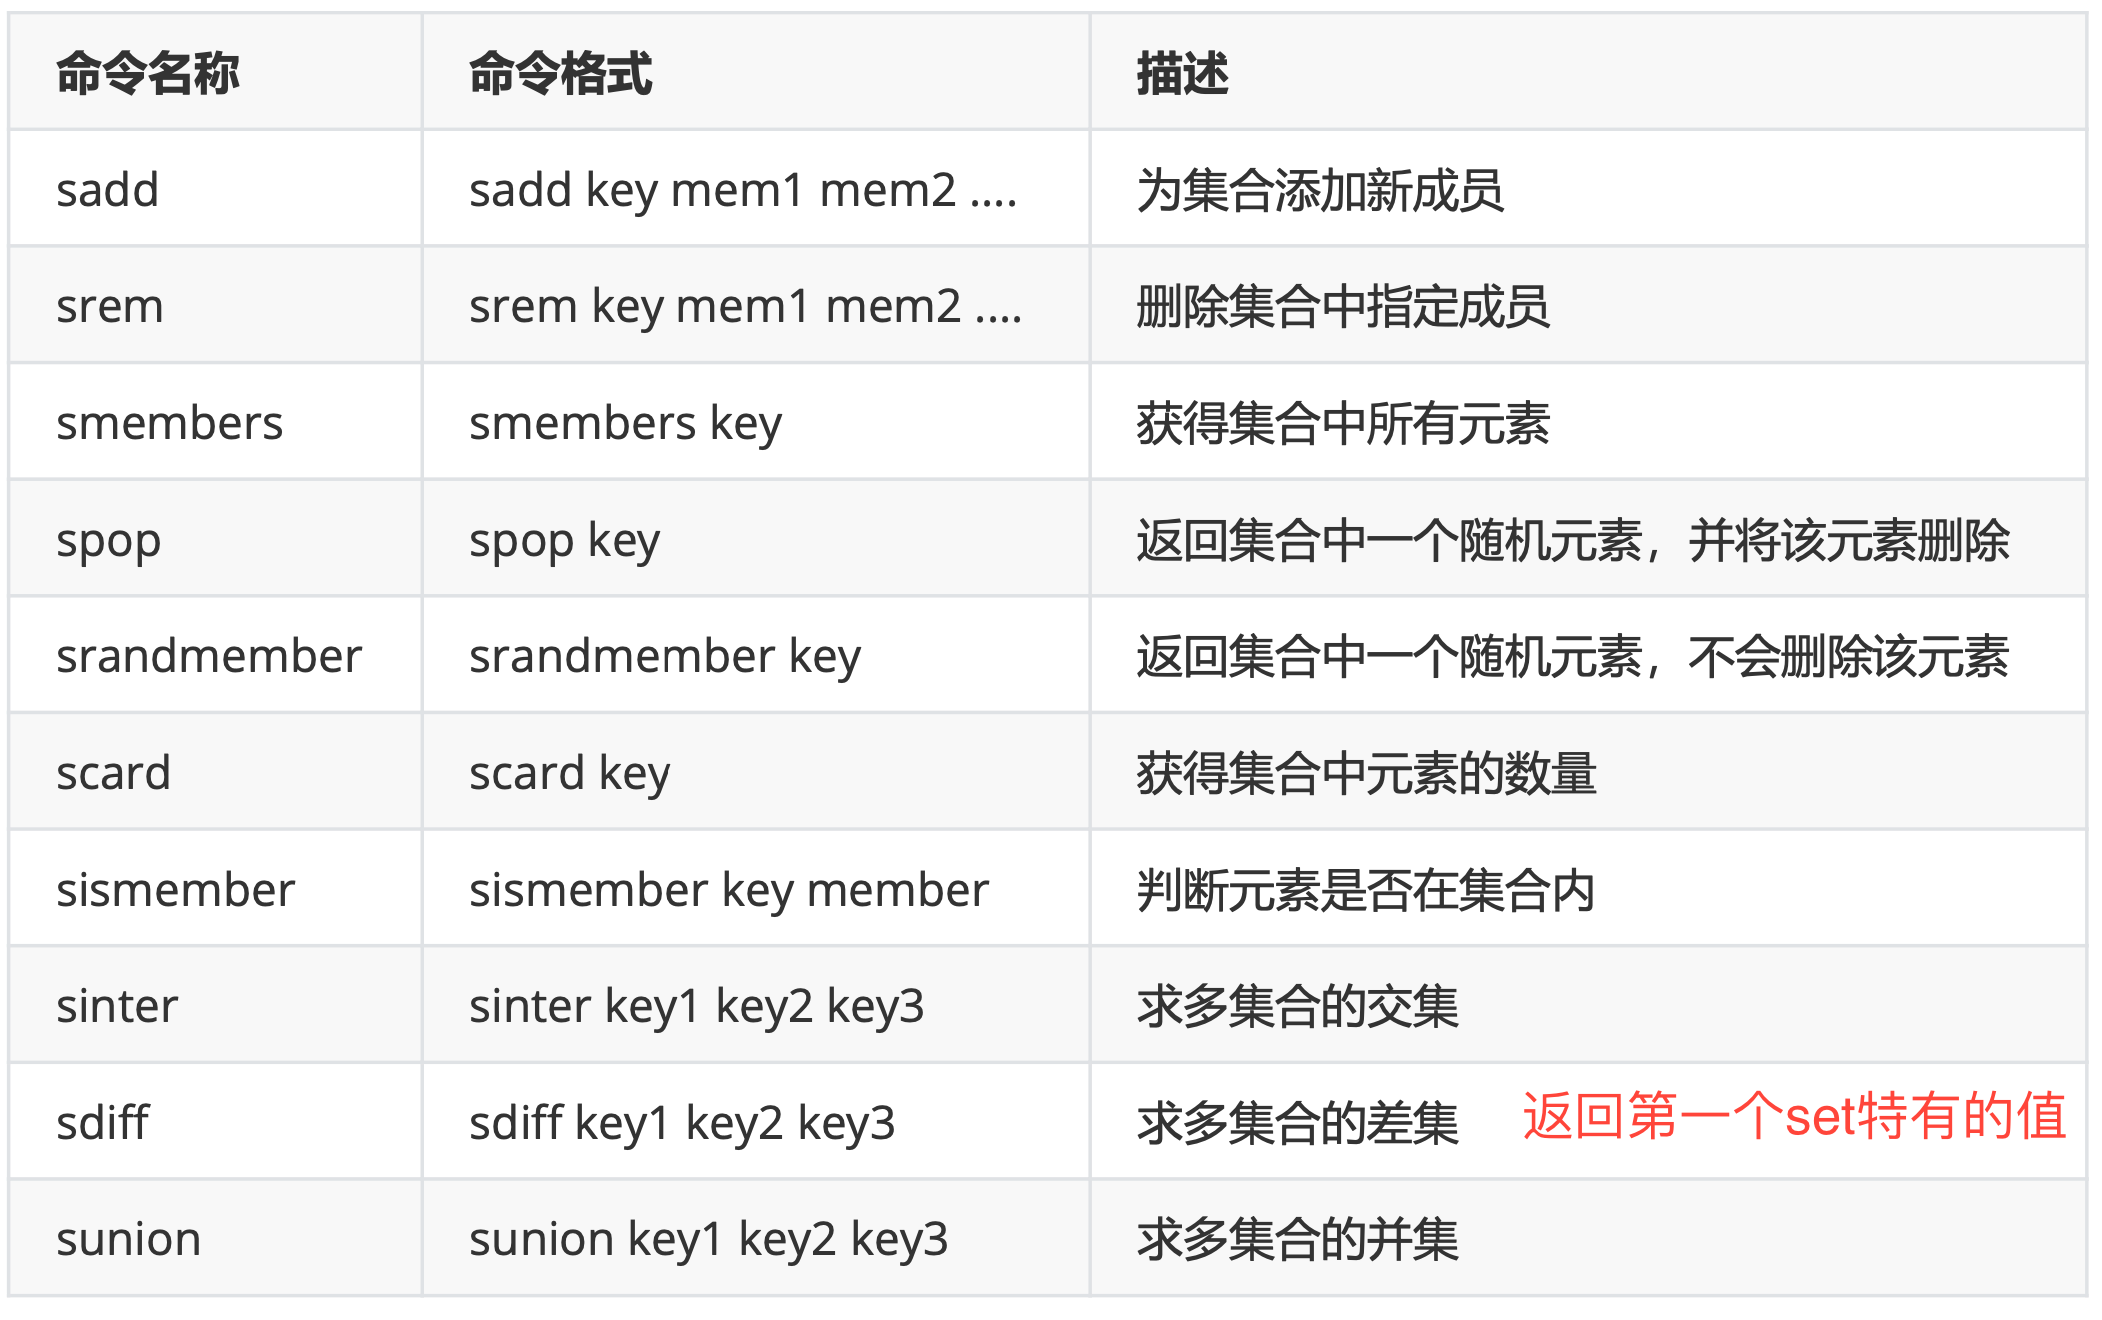 命令名称 命令格式 描述
sadd sadd key mem1 mem2 .... 为集合添加新成员
srem srem key mem1 mem2 .... 删除集合中指定成员
smembers smembers key 获得集合中所有元素
spop spop key 返回集合中一个随机元素，并将该元素删除
srandmember srandmember key 返回集合中一个随机元素，不会删除该元素
scard scard key 获得集合中元素的数量
sismember sismember key member 判断元素是否在集合内
sinter sinter key1 key2 key3 求多集合的交集
sdiff sdiff key1 key2 key3 求多集合的差集 返回第一个set特有的值
sunion sunion key1 key2 key3 求多集合的并集